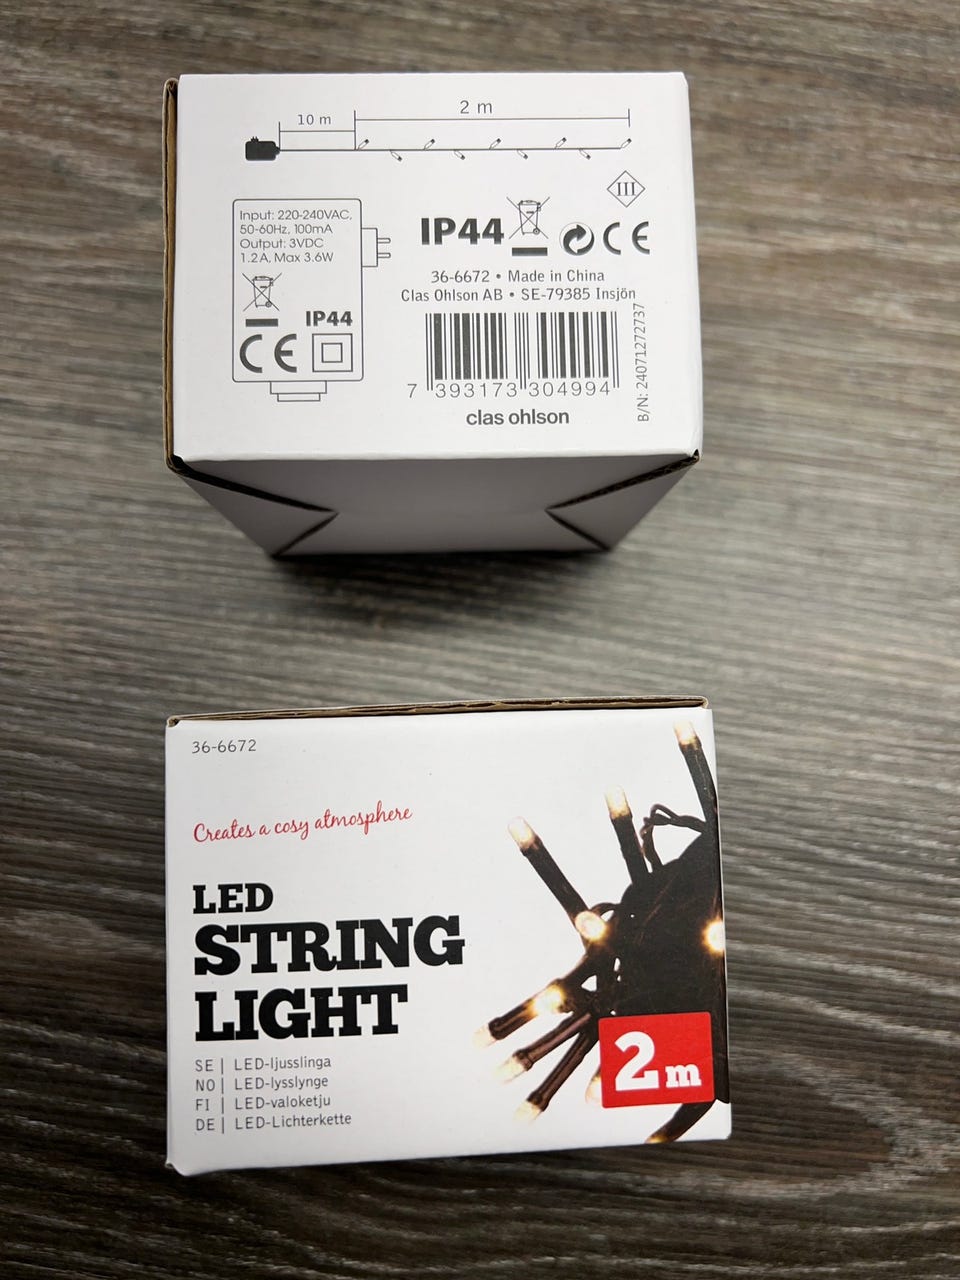 2 m
10 m
III
Input: 220-240VAC,
50-60Hz, 100mA
Output: 3VDC
1.2A, Max 3.6W
IP44
CE
IP44
CE
36-6672 • Made in China
Clas Ohlson AB • SE-79385 Insjön
7 393173 304994
B/N: 24071272737
clas ohlson
36-6672
Creates a cosy atmosphere
LED
STRING
LIGHT
SE | LED-ljusslinga
NO | LED-lysslynge
FI | LED-valoketju
DE | LED-Lichterkette
2 m